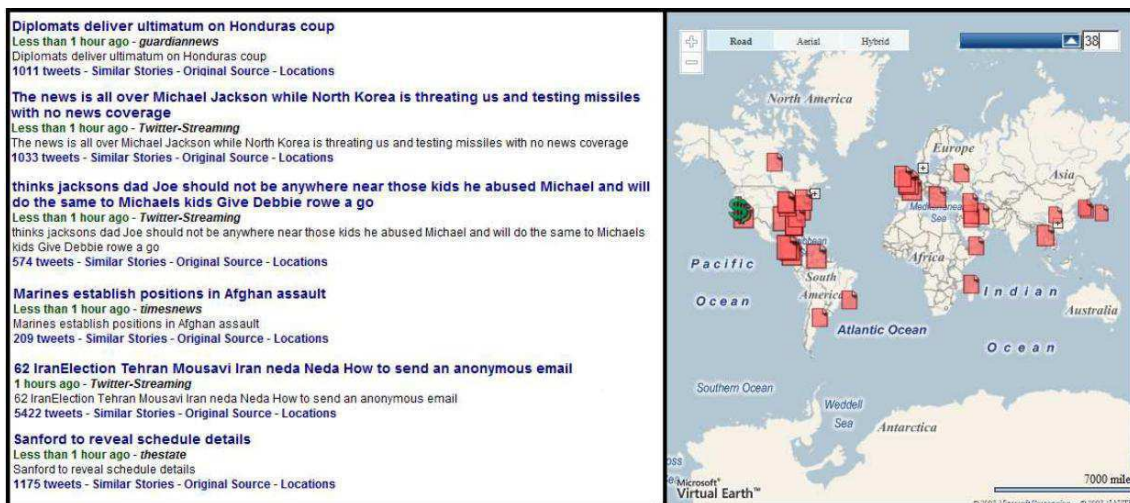 Diplomats deliver ultimatum on Honduras coup
Less than 1 hour ago - guardiannews
Diplomats deliver ultimatum on Honduras coup
1011 tweets - Similar Stories - Original Source - Locations
The news is all over Michael Jackson while North Korea is threating us and testing missiles
with no news coverage
Less than 1 hour ago - Twitter-Streaming
The news is all over Michael Jackson while North Korea is threating us and testing missiles with no news coverage
1033 tweets - Similar Stories - Original Source - Locations
thinks jacksons dad Joe should not be anywhere near those kids he abused Michael and will
do the same to Michaels kids Give Debbie rowe a go
Less than 1 hour ago - Twitter-Streaming
thinks jacksons dad Joe should not be anywhere near those kids he abused Michael and will do the same to Michaels
kids Give Debbie rowe a go
574 tweets - Similar Stories - Original Source - Locations
Marines establish positions in Afghan assault
Less than 1 hour ago - timesnews
Marines establish positions in Afghan assault
209 tweets - Similar Stories - Original Source - Locations
62 IranElection Tehran Mousavi Iran neda Neda How to send an anonymous email
1 hours ago - Twitter-Streaming
62 IranElection Tehran Mousavi Iran neda Neda How to send an anonymous email
5422 tweets - Similar Stories - Original Source - Locations
Sanford to reveal schedule details
Less than 1 hour ago - thestate
Sanford to reveal schedule details
1175 tweets - Similar Stories - Original Source - Locations
Road Aerial Hybrid 38
North America
Europe
Asia
Sea
Africa
Pacific
Ocean
South
America
Indian
Ocean
Australia
Atlantic Ocean
Southern Ocean
Weddell
Sea
Antarctica
Microsoft®
Virtual Earth™
7000 mile